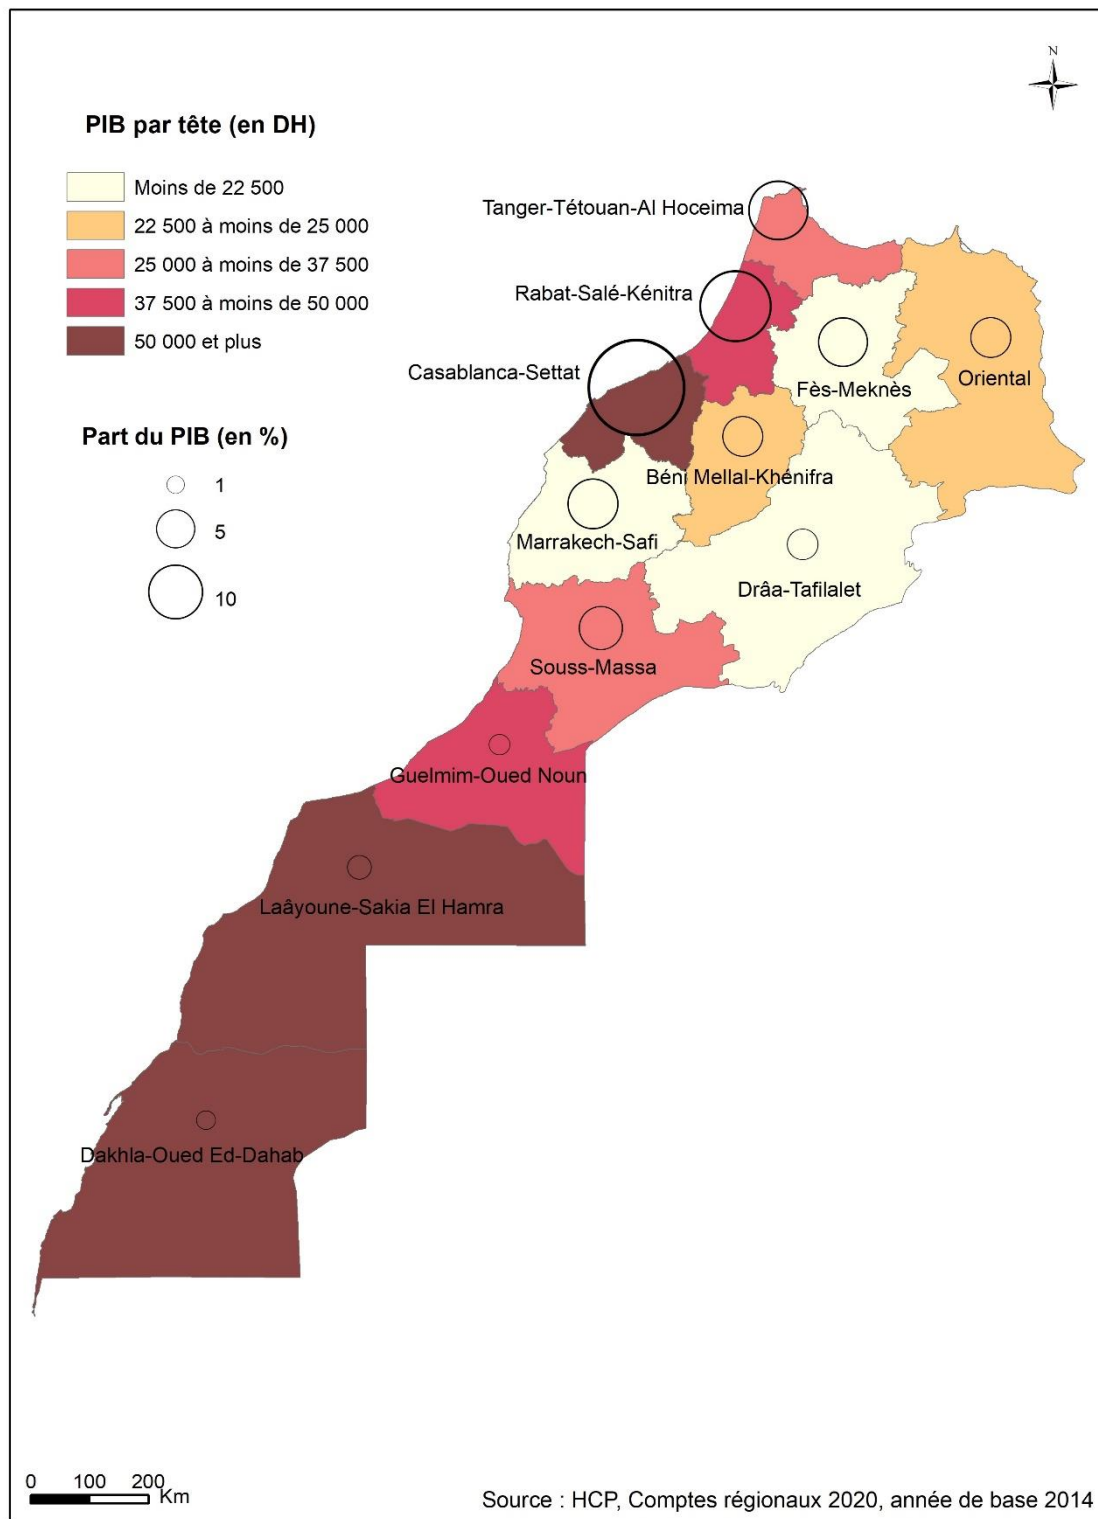 N
PIB par tête (en DH)
Moins de 22 500
22 500 à moins de 25 000
25 000 à moins de 37 500
37 500 à moins de 50 000
50 000 et plus
Part du PIB (en %)
1
5
10
Tanger-Tétouan-Al Hoceima
Rabat-Salé-Kénitra
Casablanca-Settat
Fès-Meknès
Oriental
Béni Mellal-Khénifra
Marrakech-Safi
Drâa-Tafilalet
Souss-Massa
Guelmim-Oued Noun
Laâyoune-Sakia El Hamra
Dakhla-Oued Ed-Dahab
0 100 200
Km
Source : HCP, Comptes régionaux 2020, année de base 2014